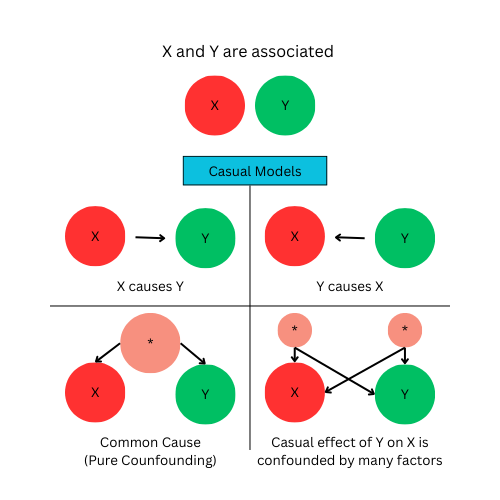 X and Y are associated
X Y
Casual Models
X Y X Y
X causes Y Y causes X
* * *
X Y X Y
Common Cause
(Pure Counfounding)
Casual effect of Y on X is
confounded by many factors